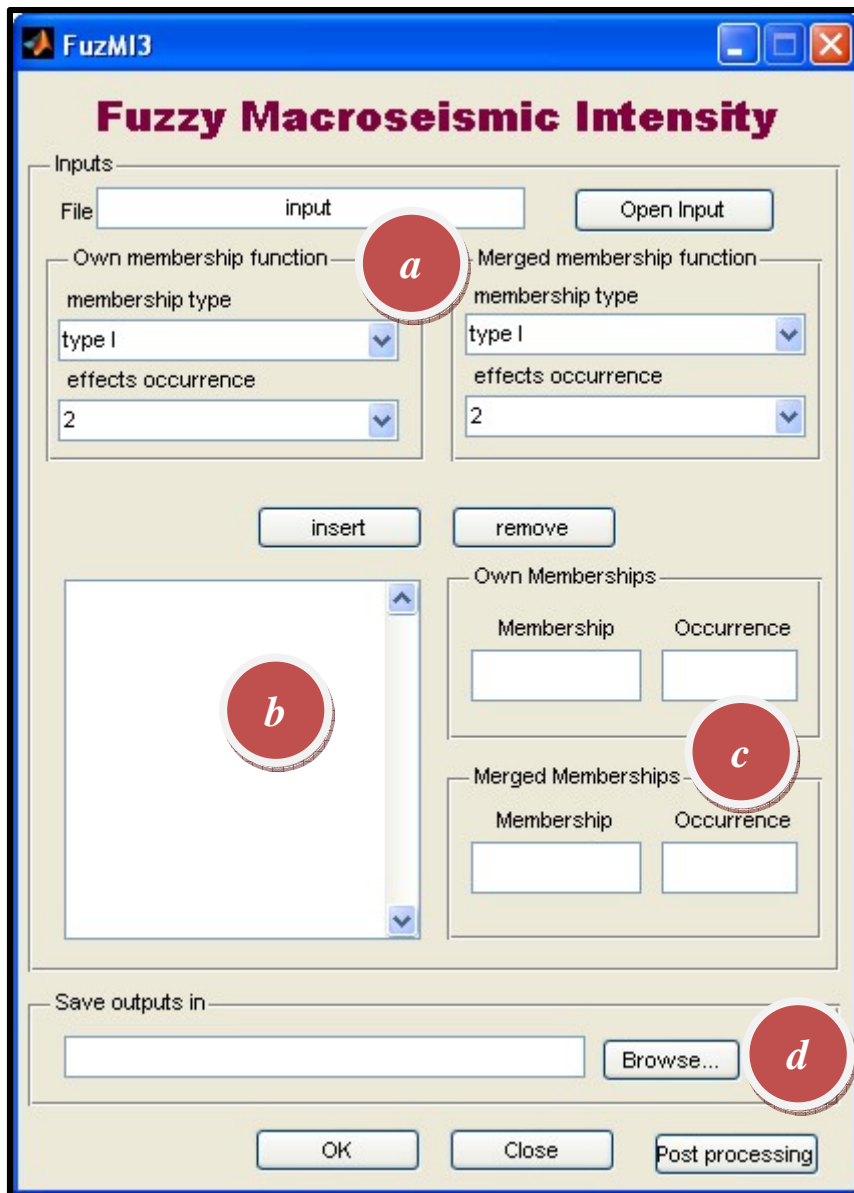 FuzMI3
Fuzzy Macroseismic Intensity
Inputs
File input Open Input
a
Own membership function
membership type
type I
effects occurrence
2
Merged membership function
membership type
type I
effects occurrence
2
insert remove
b
Own Memberships
Membership Occurrence
c
Merged Memberships
Membership Occurrence
Save outputs in
Browse...
d
OK Close Post processing